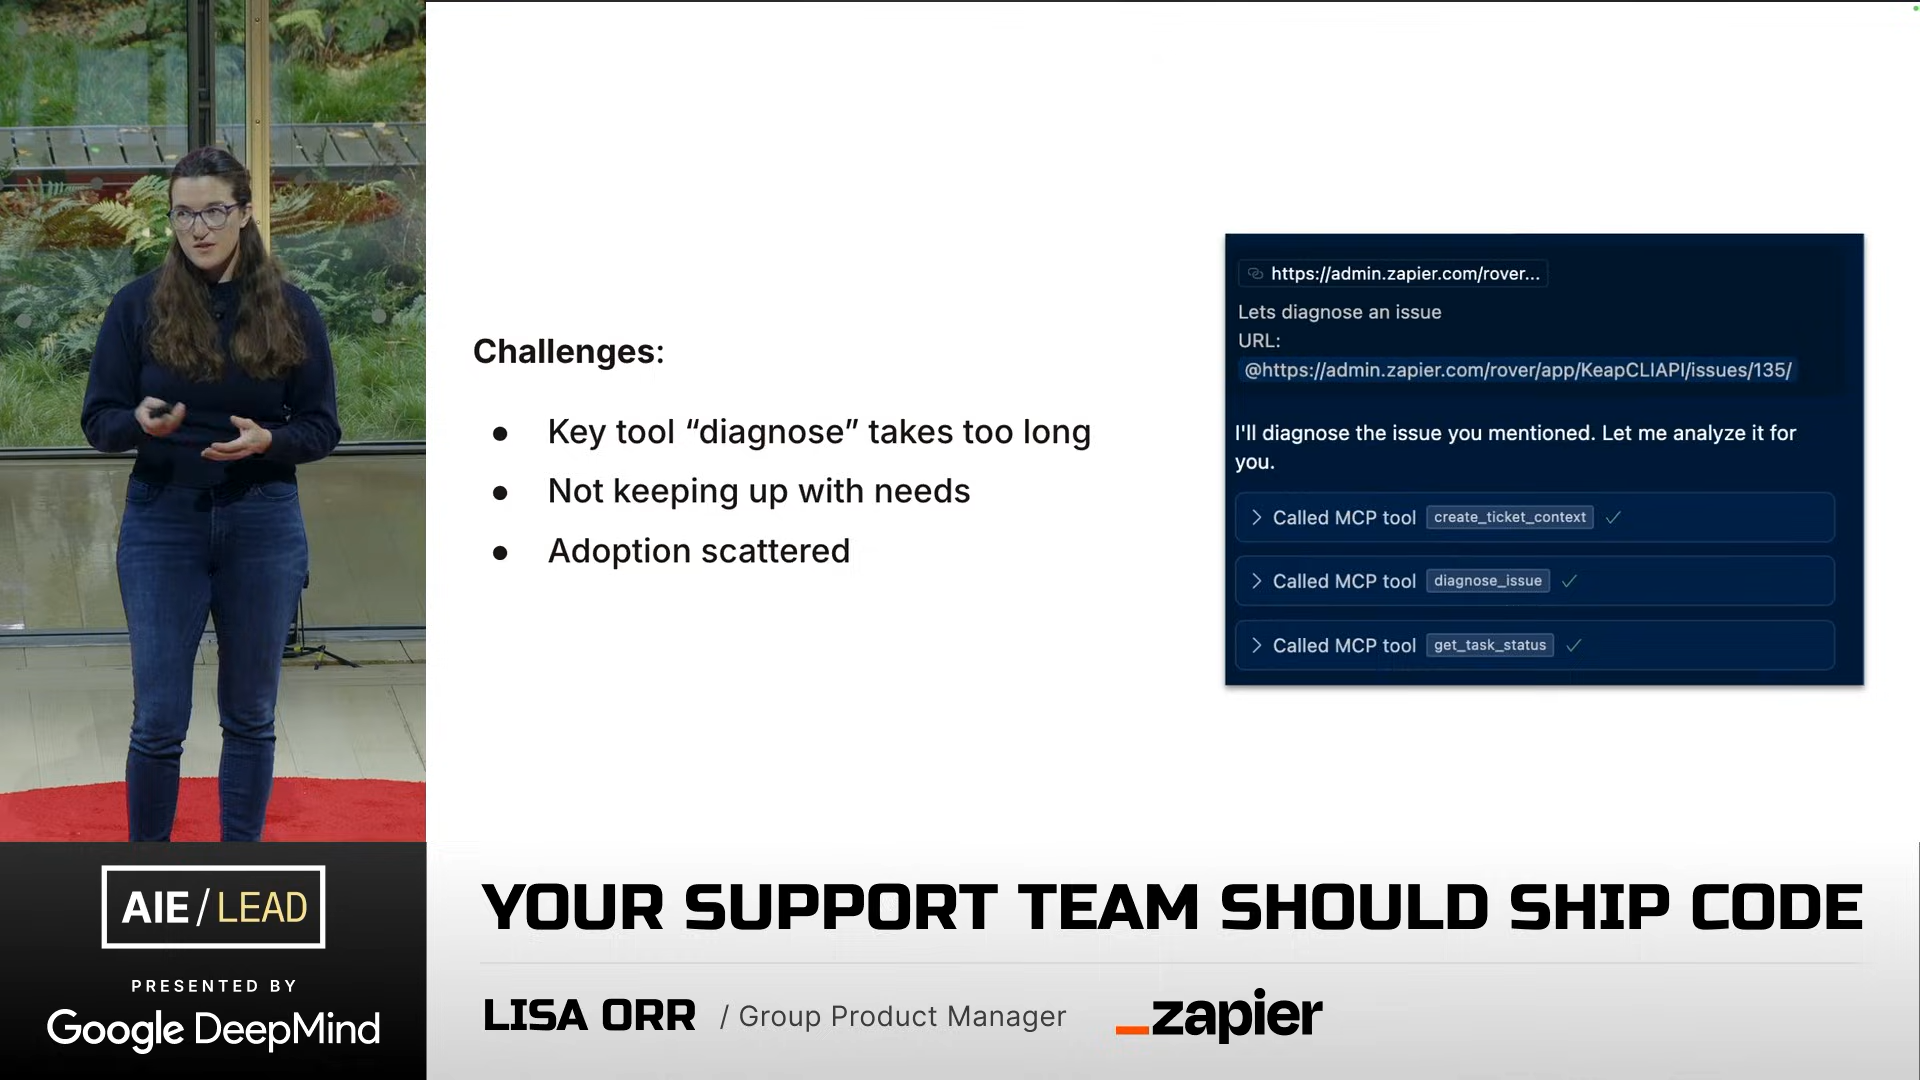 Challenges:
● Key tool “diagnose” takes too long
● Not keeping up with needs
● Adoption scattered
https://admin.zapier.com/rover...
Lets diagnose an issue
URL:
@https://admin.zapier.com/rover/app/KeapCLIAPI/issues/135/
I'll diagnose the issue you mentioned. Let me analyze it for
you.
Called MCP tool create_ticket_context
Called MCP tool diagnose_issue
Called MCP tool get_task_status
AIE/LEAD
PRESENTED BY
Google DeepMind
YOUR SUPPORT TEAM SHOULD SHIP CODE
LISA ORR / Group Product Manager
zapier